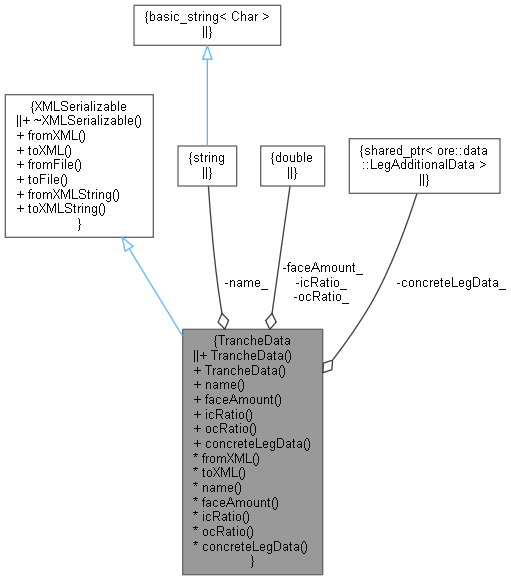 {basic_string< Char >
||}
{XMLSerializable
||+ ~XMLSerializable()
+ fromXML()
+ toXML()
+ fromFile()
+ toFile()
+ fromXMLString()
+ toXMLString()
}
{string
||}
{double
||}
{shared_ptr< ore::data
::LegAdditionalData >
||}
-name_
-faceAmount_
-icRatio_
-ocRatio_
-concreteLegData_
{TrancheData
||+ TrancheData()
+ TrancheData()
+ name()
+ faceAmount()
+ icRatio()
+ ocRatio()
+ concreteLegData()
* fromXML()
* toXML()
* name()
* faceAmount()
* icRatio()
* ocRatio()
* concreteLegData()
}